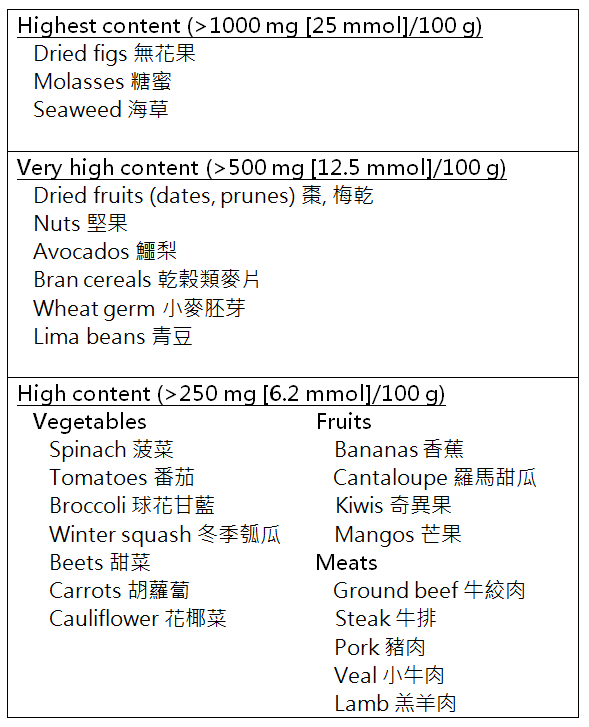 Highest content (>1000 mg [25 mmol]/100 g)
Dried figs 無花果
Molasses 糖蜜
Seaweed 海草
Very high content (>500 mg [12.5 mmol]/100 g)
Dried fruits (dates, prunes) 棗, 梅乾
Nuts 堅果
Avocados 鱷梨
Bran cereals 乾穀類麥片
Wheat germ 小麥胚芽
Lima beans 青豆
High content (>250 mg [6.2 mmol]/100 g)
Vegetables
Spinach 菠菜
Tomatoes 番茄
Broccoli 球花甘藍
Winter squash 冬季瓠瓜
Beets 甜菜
Carrots 胡蘿蔔
Cauliflower 花椰菜
Fruits
Bananas 香蕉
Cantaloupe 羅馬甜瓜
Kiwis 奇異果
Mangos 芒果
Meats
Ground beef 牛絞肉
Steak 牛排
Pork 豬肉
Veal 小牛肉
Lamb 羔羊肉